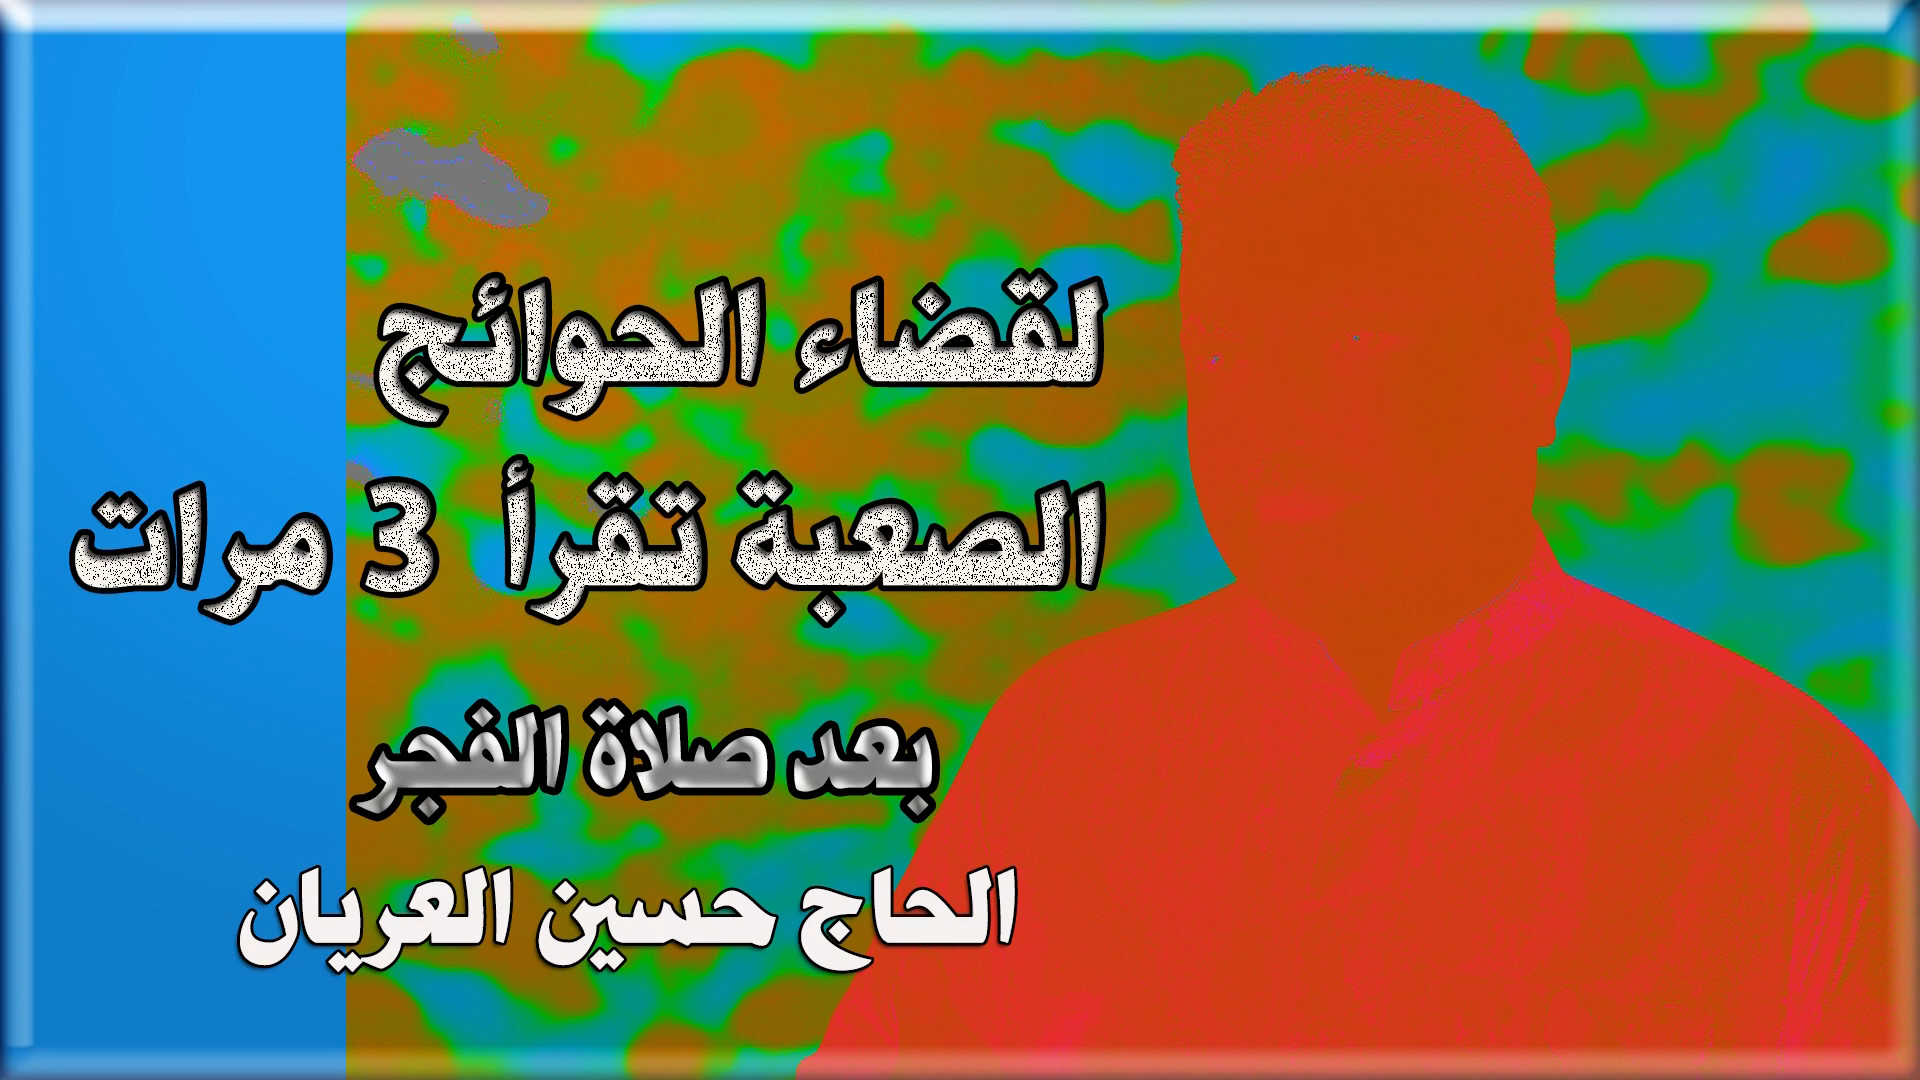 لقضاء الحوائج
الصعبة تقرأ 3 مرات
بعد صلاة الفجر
الحاج حسين العريان